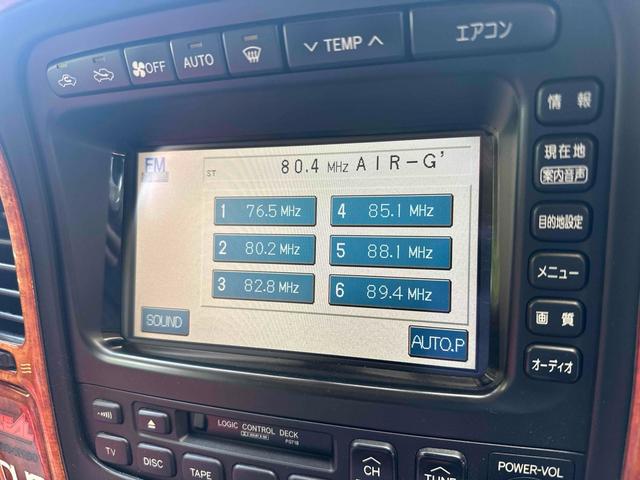 OFF
AUTO
∨ TEMP ∧
エアコン
情報
現在地
案内音声
目的地設定
メニュー
画質
オーディオ
FM
ST
80.4 MHz AIR-G'
1 76.5 MHz
4 85.1 MHz
2 80.2 MHz
5 88.1 MHz
3 82.8 MHz
6 89.4 MHz
SOUND
AUTO.P
LOGIC CONTROL DECK
TV
DISC
TAPE
CH
TUNE
POWER-VOL